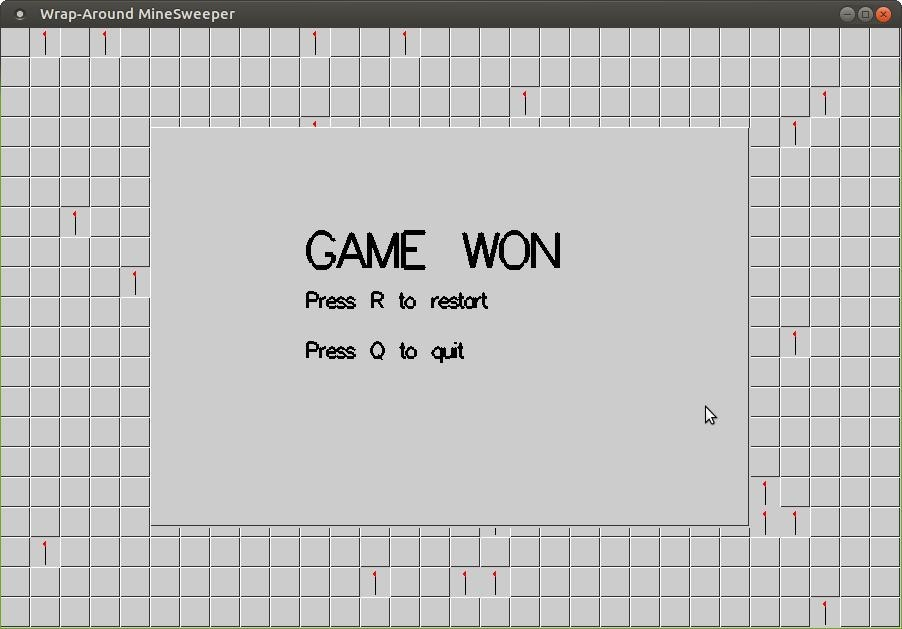 Wrap-Around MineSweeper
GAME WON
Press R to restart
Press Q to quit